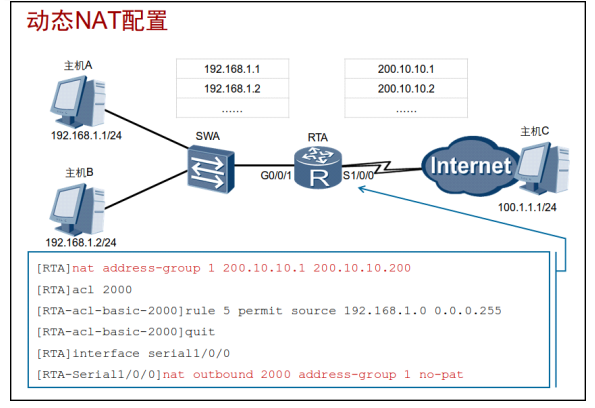 动态NAT配置
主机A
192.168.1.1 200.10.10.1
192.168.1.2 200.10.10.2
...... ......
192.168.1.1/24
SWA
RTA
主机C
主机B
G0/0/1
R
S1/0/0
Internet
100.1.1.1/24
192.168.1.2/24
[RTA]nat address-group 1 200.10.10.1 200.10.10.200
[RTA]acl 2000
[RTA-acl-basic-2000]rule 5 permit source 192.168.1.0 0.0.0.255
[RTA-acl-basic-2000]quit
[RTA]interface serial1/0/0
[RTA-Serial1/0/0]nat outbound 2000 address-group 1 no-pat